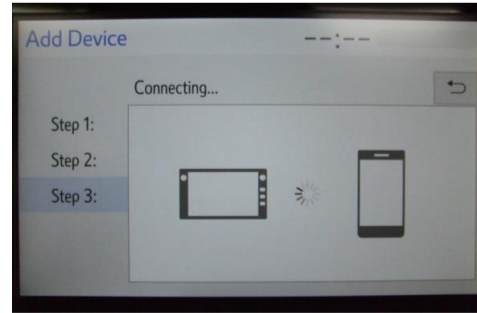 Add Device
--:--
Connecting...
Step 1:
Step 2:
Step 3: